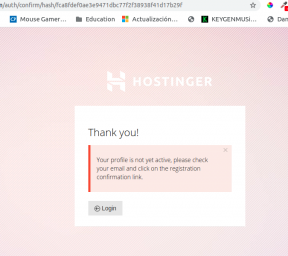 /auth/confirm/hash/fca8fdef0ae3e9471dbc77f2f38938f41d17b29f
Mouse Gamer... Education Actualización... KEYGENMUSi... Dan
HOSTINGER
Thank you!
Your profile is not yet active, please check
your email and click on the registration
confirmation link.
Login